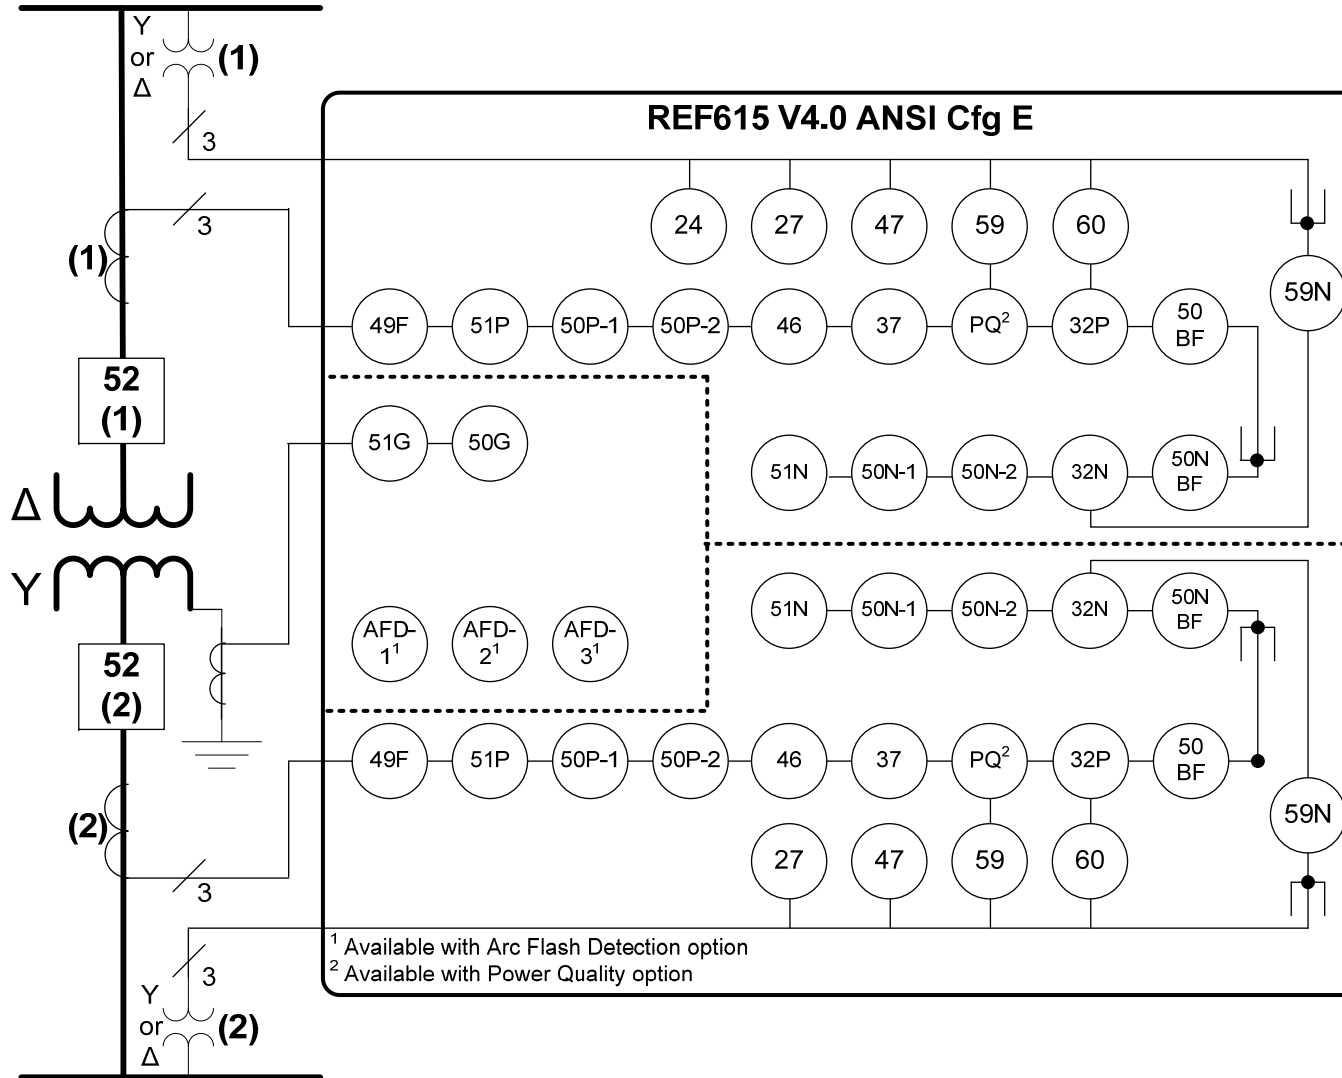 Y
or
Δ
(1)
3
REF615 V4.0 ANSI Cfg E
3
24
27
47
59
60
(1)
59N
49F
51P
50P-1
50P-2
46
37
PQ²
32P
50
BF
52
(1)
51G
50G
51N
50N-1
50N-2
32N
50N
BF
Δ
Y
51N
50N-1
50N-2
32N
50N
BF
AFD-
1¹
AFD-
2¹
AFD-
3¹
52
(2)
49F
51P
50P-1
50P-2
46
37
PQ²
32P
50
BF
(2)
59N
27
47
59
60
3
¹ Available with Arc Flash Detection option
² Available with Power Quality option
3
Y
or
Δ
(2)